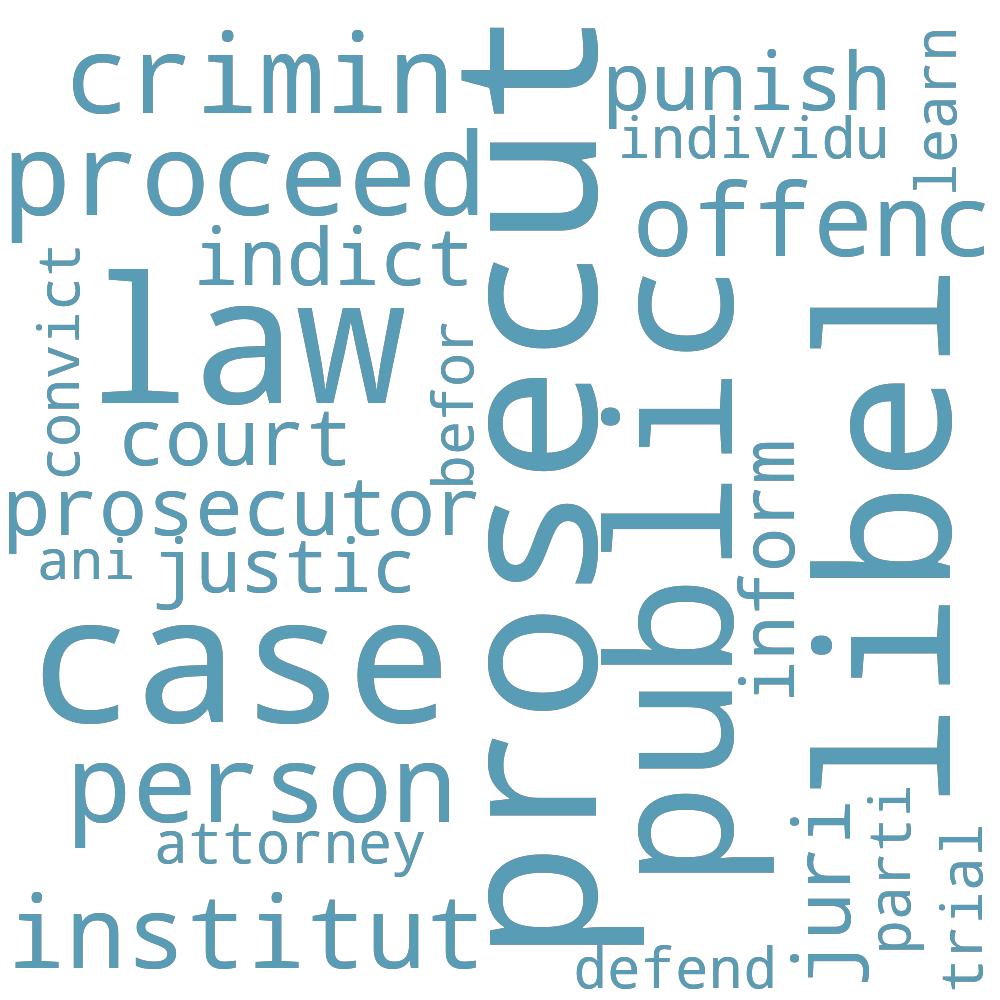 crimin
punish
individu
learn
proceed
offenc
indict
convict
law
befor
court
prosecut
public
libel
prosecutor
inform
ani
justic
case
person
attorney
juri
parti
trial
institut
defend